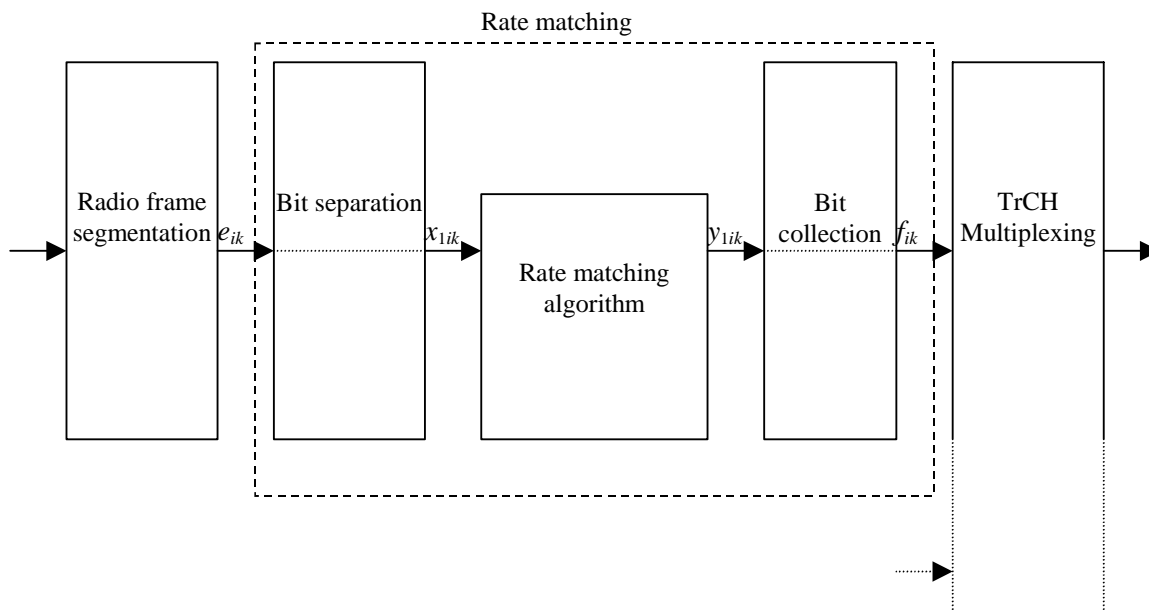 Rate matching
Radio frame
segmentation
e_ik
Bit separation
x_1ik
Rate matching
algorithm
y_1ik
Bit
collection
f_ik
TrCH
Multiplexing